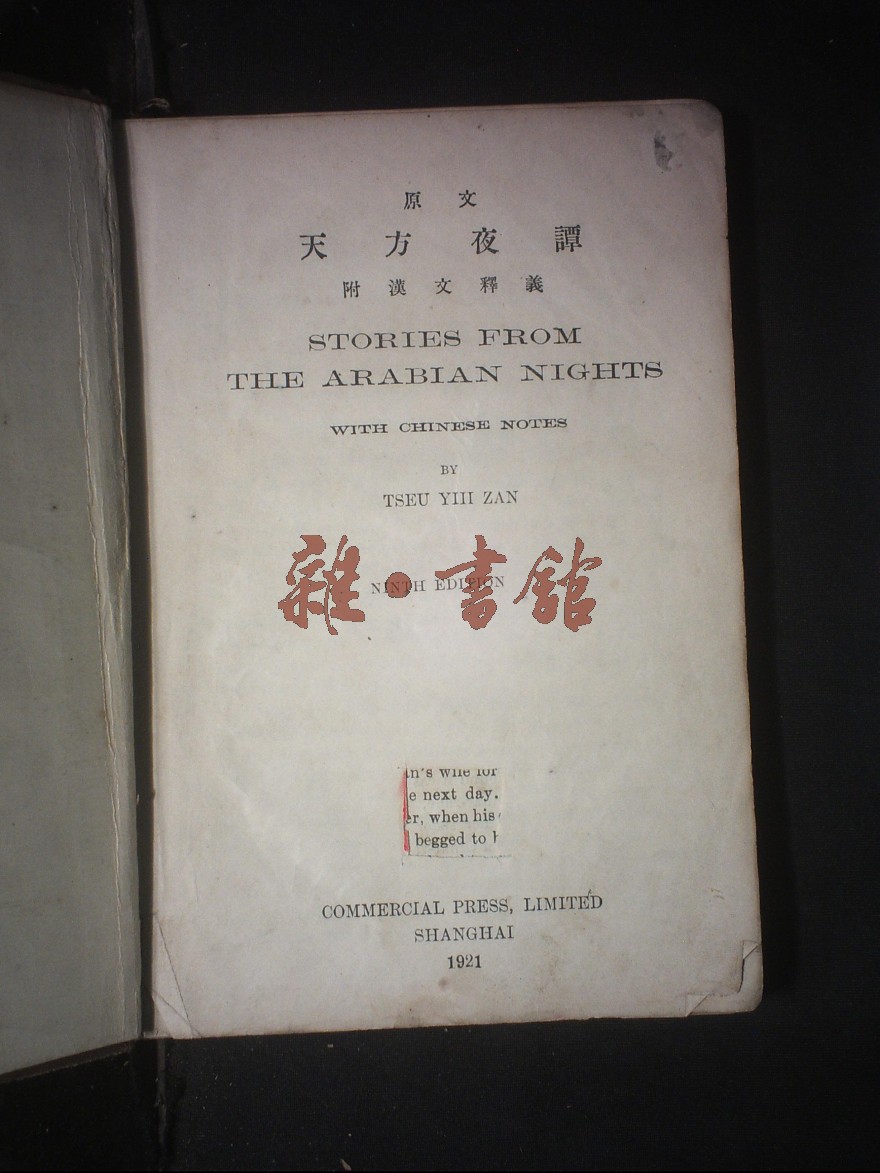 原文
天方夜譚
附漢文釋義
STORIES FROM
THE ARABIAN NIGHTS
WITH CHINESE NOTES
BY
TSEU YIH ZAN
NINTH EDITION
雜·書館
in's wife for
e next day.
er, when his
begged to
COMMERCIAL PRESS, LIMITED
SHANGHAI
1921